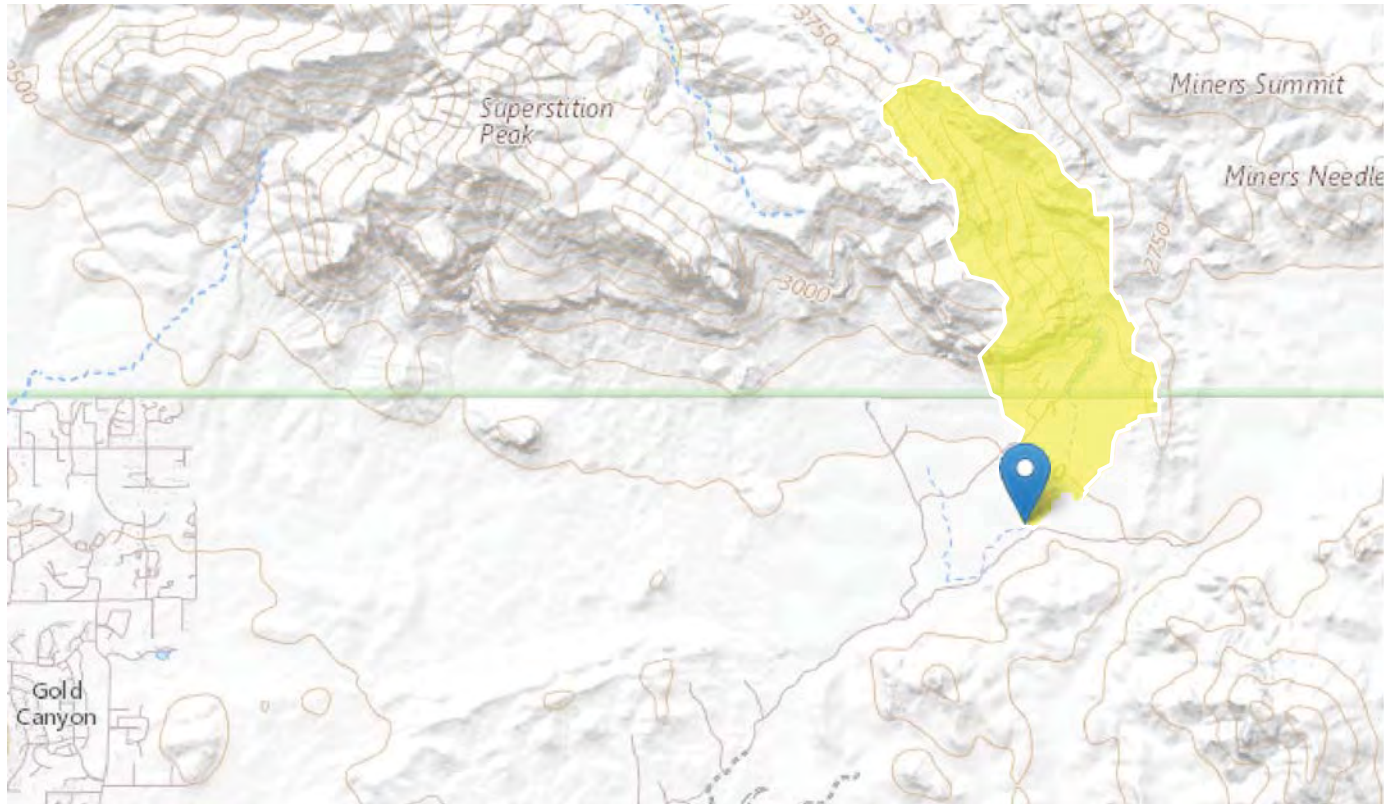 3750
3500
Superstition
Peak
Miners Summit
Miners Needle
2750
3000
Gold
Canyon